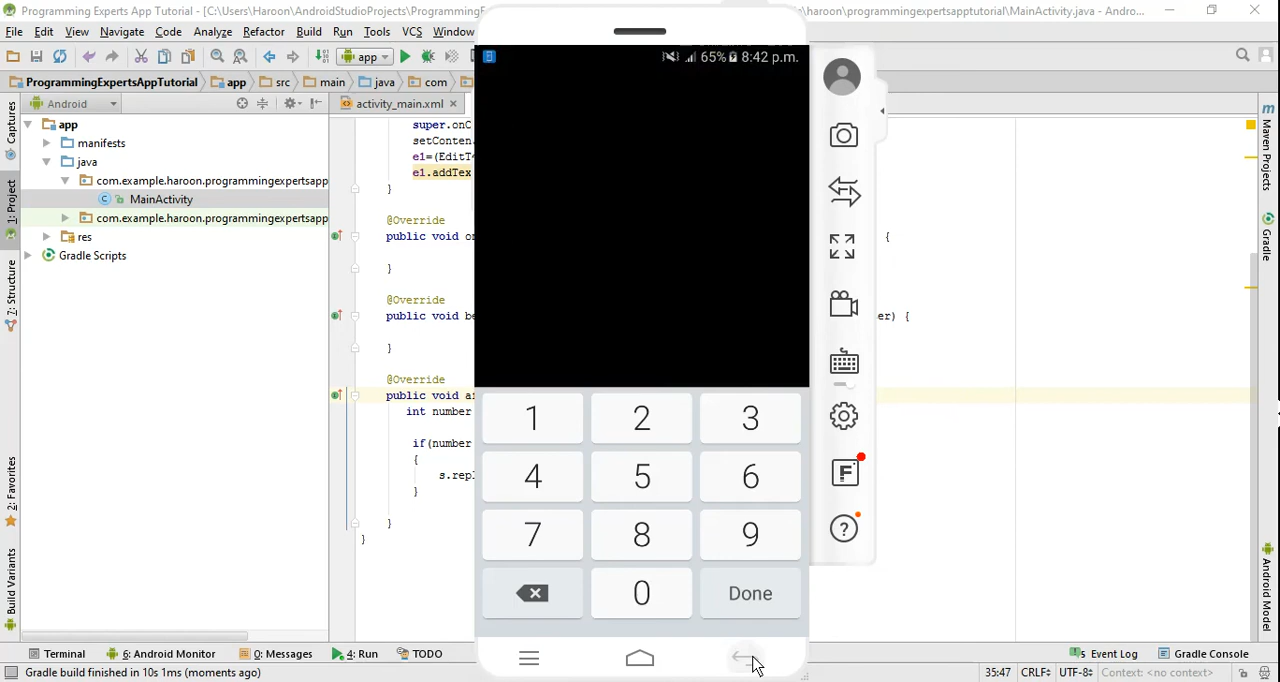 Programming Experts App Tutorial - [C:\Users\Haroon\AndroidStudioProjects\ProgrammingE
haroon\programmingexpertsapptutorial\MainActivity.java - Andro...
File Edit View Navigate Code Analyze Refactor Build Run Tools VCS Window
app
ProgrammingExpertsAppTutorial app src main java com
Android
activity_main.xml
65% 8:42 p.m.
1: Project
Captures
7: Structure
2: Favorites
Build Variants
app
manifests
java
com.example.haroon.programmingexpertsapp
MainActivity
com.example.haroon.programmingexpertsapp
res
Gradle Scripts
super.onC
setConten
e1=(EditT
e1.addTex
}
@Override
public void on
{
}
@Override
public void be
er) {
}
@Override
public void af
int number
if(number
{
s.repl
}
}
}
1 2 3
4 5 6
7 8 9
0 Done
F
?
m
Maven Projects
Gradle
Android Model
Terminal 6: Android Monitor 0: Messages 4: Run TODO
5 Event Log Gradle Console
Gradle build finished in 10s 1ms (moments ago)
35:47 CRLF UTF-8 Context: <no context>